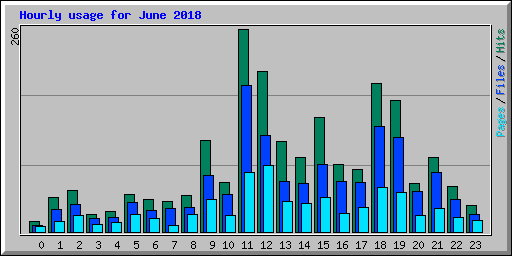 Hourly usage for June 2018
260
Pages/Files/Hits
0 1 2 3 4 5 6 7 8 9 10 11 12 13 14 15 16 17 18 19 20 21 22 23